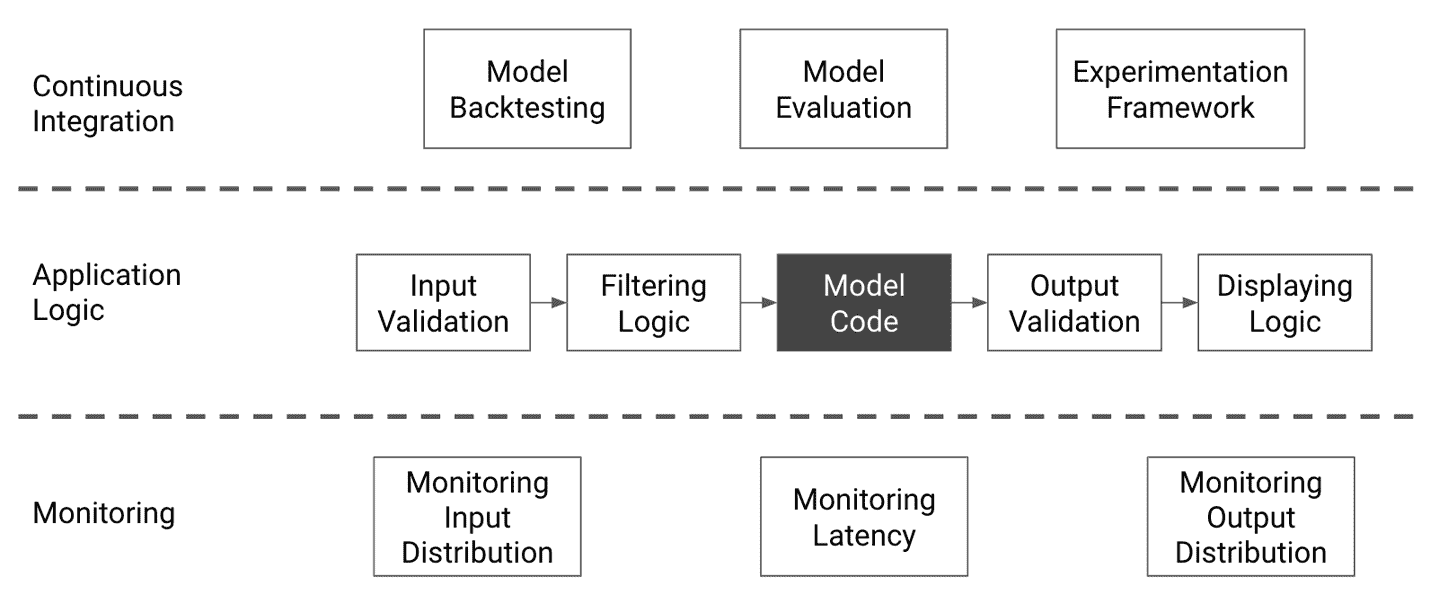 Continuous
Integration
Model
Backtesting
Model
Evaluation
Experimentation
Framework
Application
Logic
Input
Validation
Filtering
Logic
Model
Code
Output
Validation
Displaying
Logic
Monitoring
Monitoring
Input
Distribution
Monitoring
Latency
Monitoring
Output
Distribution